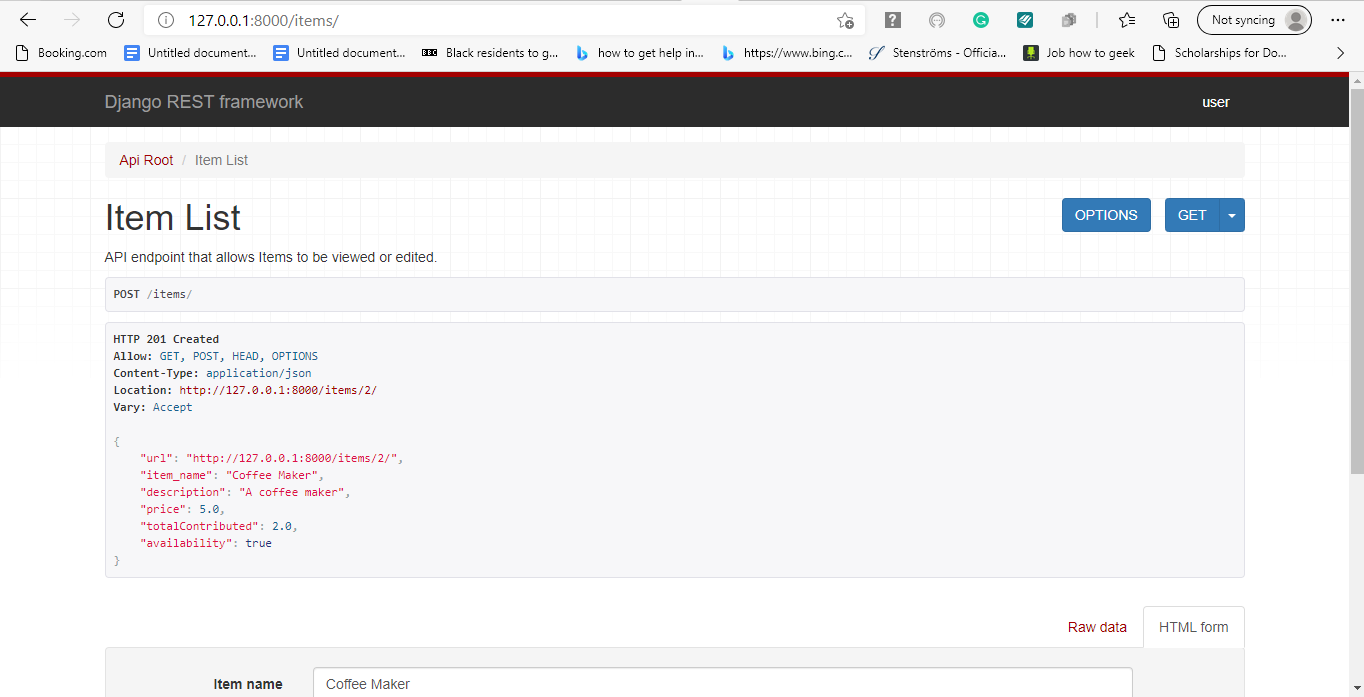 127.0.0.1:8000/items/
Not syncing
Booking.com Untitled document... Untitled document... BBC Black residents to g... how to get help in... https://www.bing.c... Stenströms - Officia... Job how to geek Scholarships for Do...
Django REST framework user
Api Root / Item List
Item List OPTIONS GET
API endpoint that allows Items to be viewed or edited.
POST /items/
HTTP 201 Created
Allow: GET, POST, HEAD, OPTIONS
Content-Type: application/json
Location: http://127.0.0.1:8000/items/2/
Vary: Accept
{
"url": "http://127.0.0.1:8000/items/2/",
"item_name": "Coffee Maker",
"description": "A coffee maker",
"price": 5.0,
"totalContributed": 2.0,
"availability": true
}
Raw data HTML form
Item name Coffee Maker